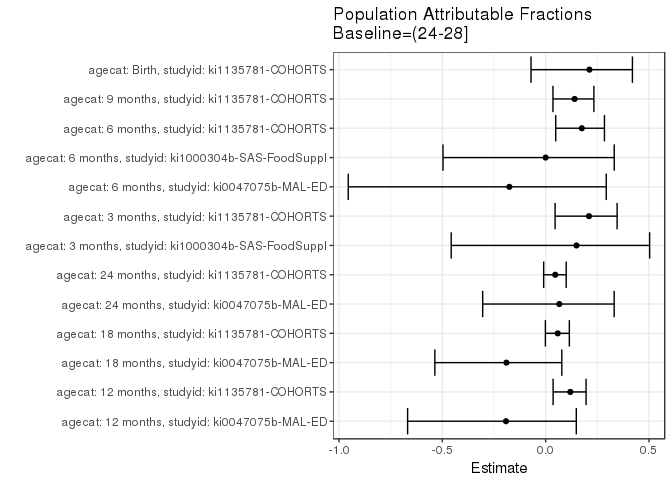 Population Attributable Fractions
Baseline=(24-28]
agecat: Birth, studyid: ki1135781-COHORTS
agecat: 9 months, studyid: ki1135781-COHORTS
agecat: 6 months, studyid: ki1135781-COHORTS
agecat: 6 months, studyid: ki1000304b-SAS-FoodSuppl
agecat: 6 months, studyid: ki0047075b-MAL-ED
agecat: 3 months, studyid: ki1135781-COHORTS
agecat: 3 months, studyid: ki1000304b-SAS-FoodSuppl
agecat: 24 months, studyid: ki1135781-COHORTS
agecat: 24 months, studyid: ki0047075b-MAL-ED
agecat: 18 months, studyid: ki1135781-COHORTS
agecat: 18 months, studyid: ki0047075b-MAL-ED
agecat: 12 months, studyid: ki1135781-COHORTS
agecat: 12 months, studyid: ki0047075b-MAL-ED
-1.0 -0.5 0.0 0.5
Estimate